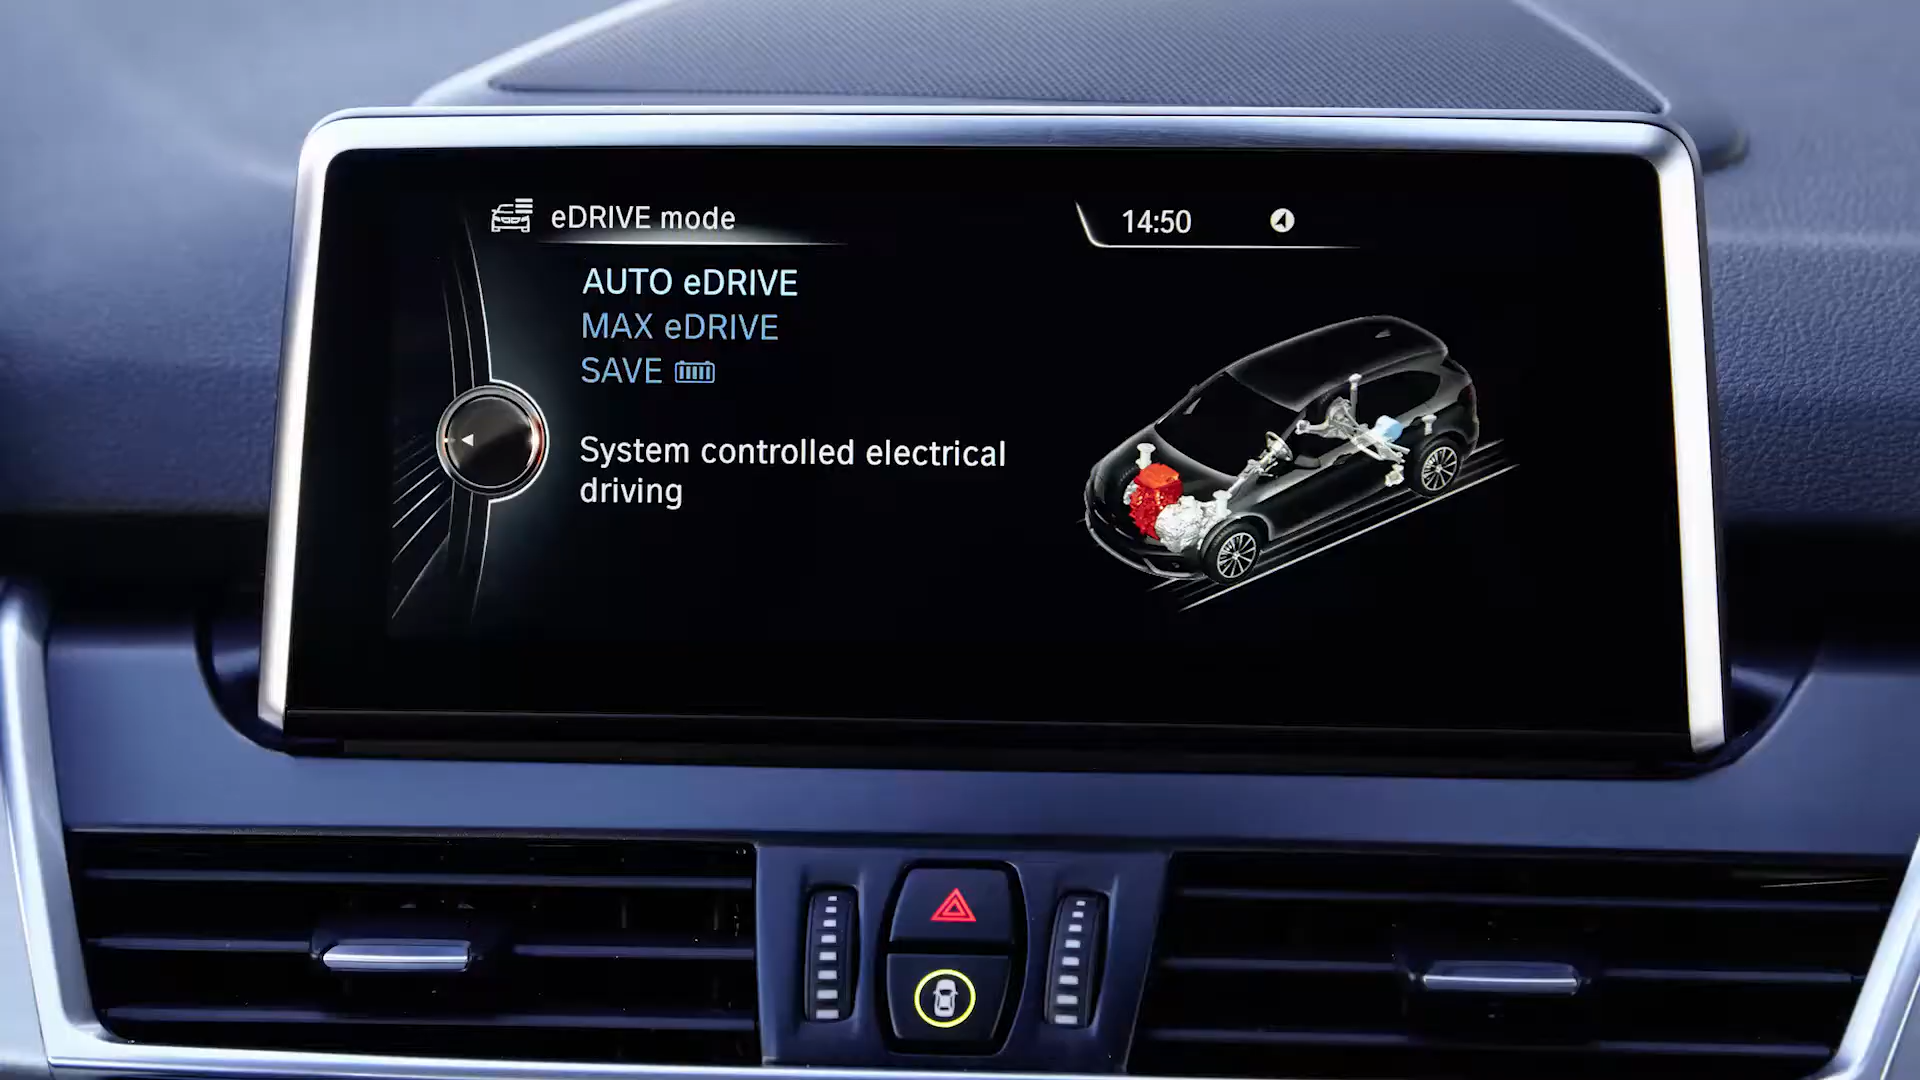 eDRIVE mode
14:50
AUTO eDRIVE
MAX eDRIVE
SAVE
System controlled electrical
driving